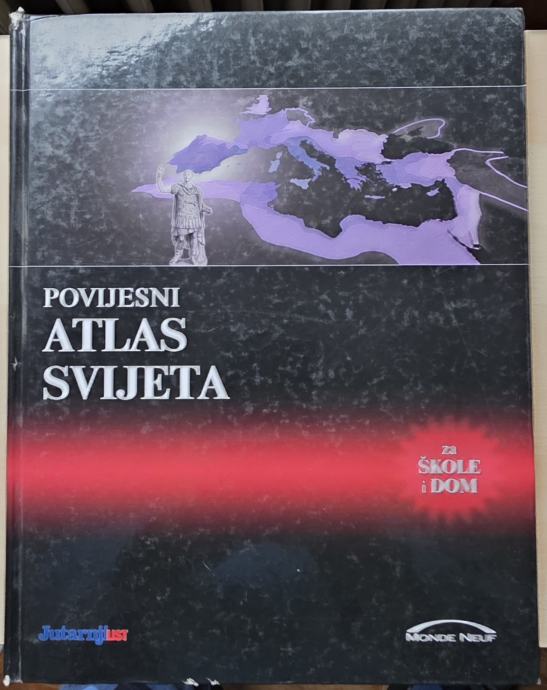 POVIJESNI
ATLAS
SVIJETA
za
ŠKOLE
i DOM
Jutarnji LIST
MONDE NEUF